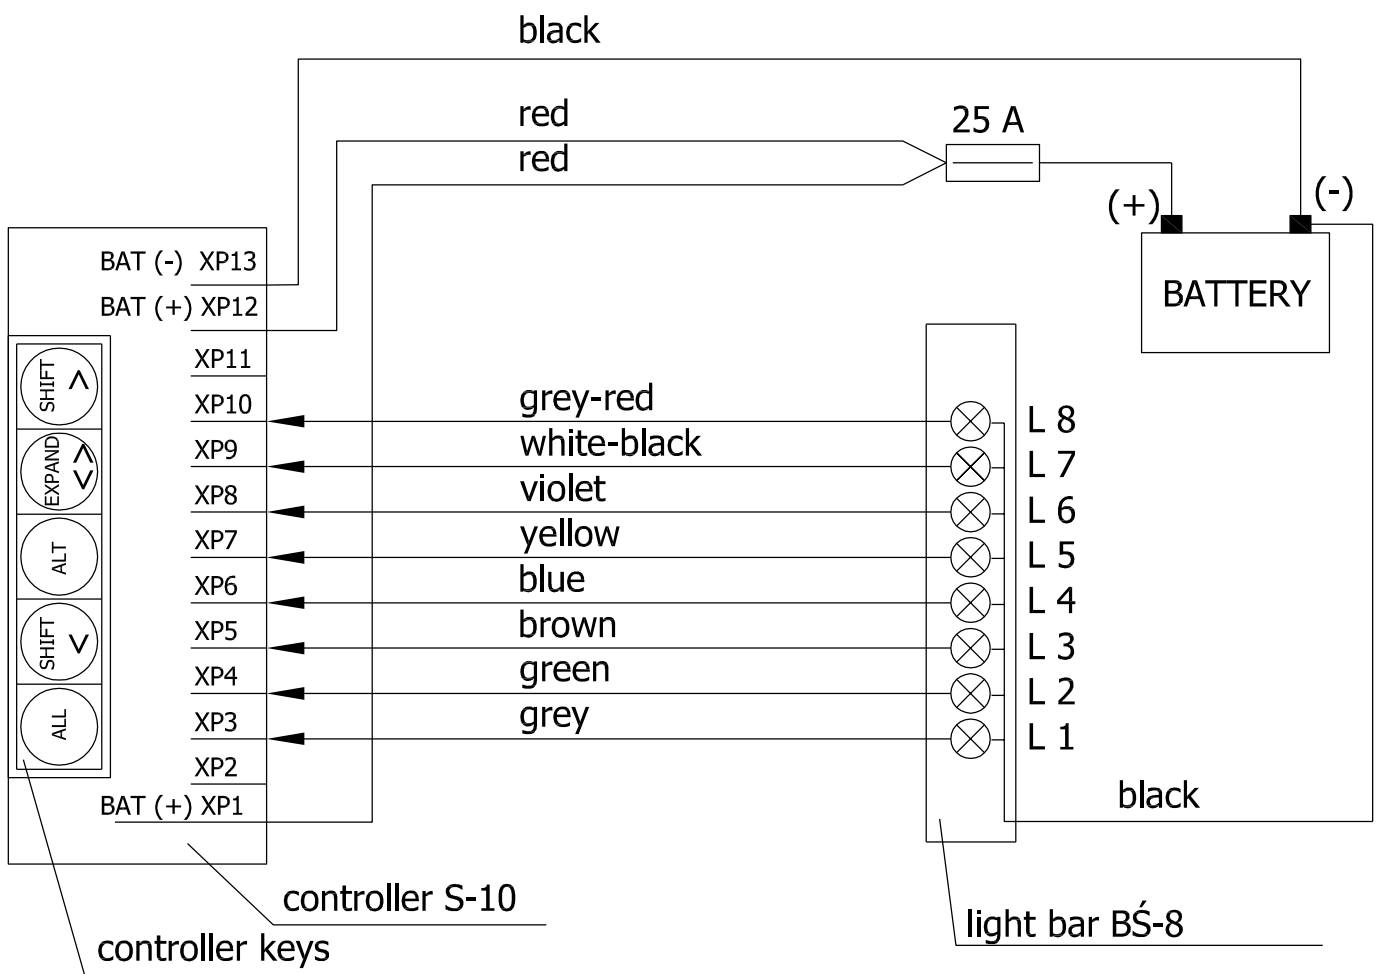 black
red
25 A
red
(+)
(-)
BAT (-) XP13
BAT (+) XP12
BATTERY
XP11
SHIFT >
XP10
grey-red
L 8
XP9
white-black
L 7
EXPAND <>
XP8
violet
L 6
XP7
yellow
L 5
ALT
XP6
blue
L 4
XP5
brown
L 3
SHIFT <
XP4
green
L 2
XP3
grey
L 1
ALL
XP2
BAT (+) XP1
black
controller S-10
light bar BŚ-8
controller keys